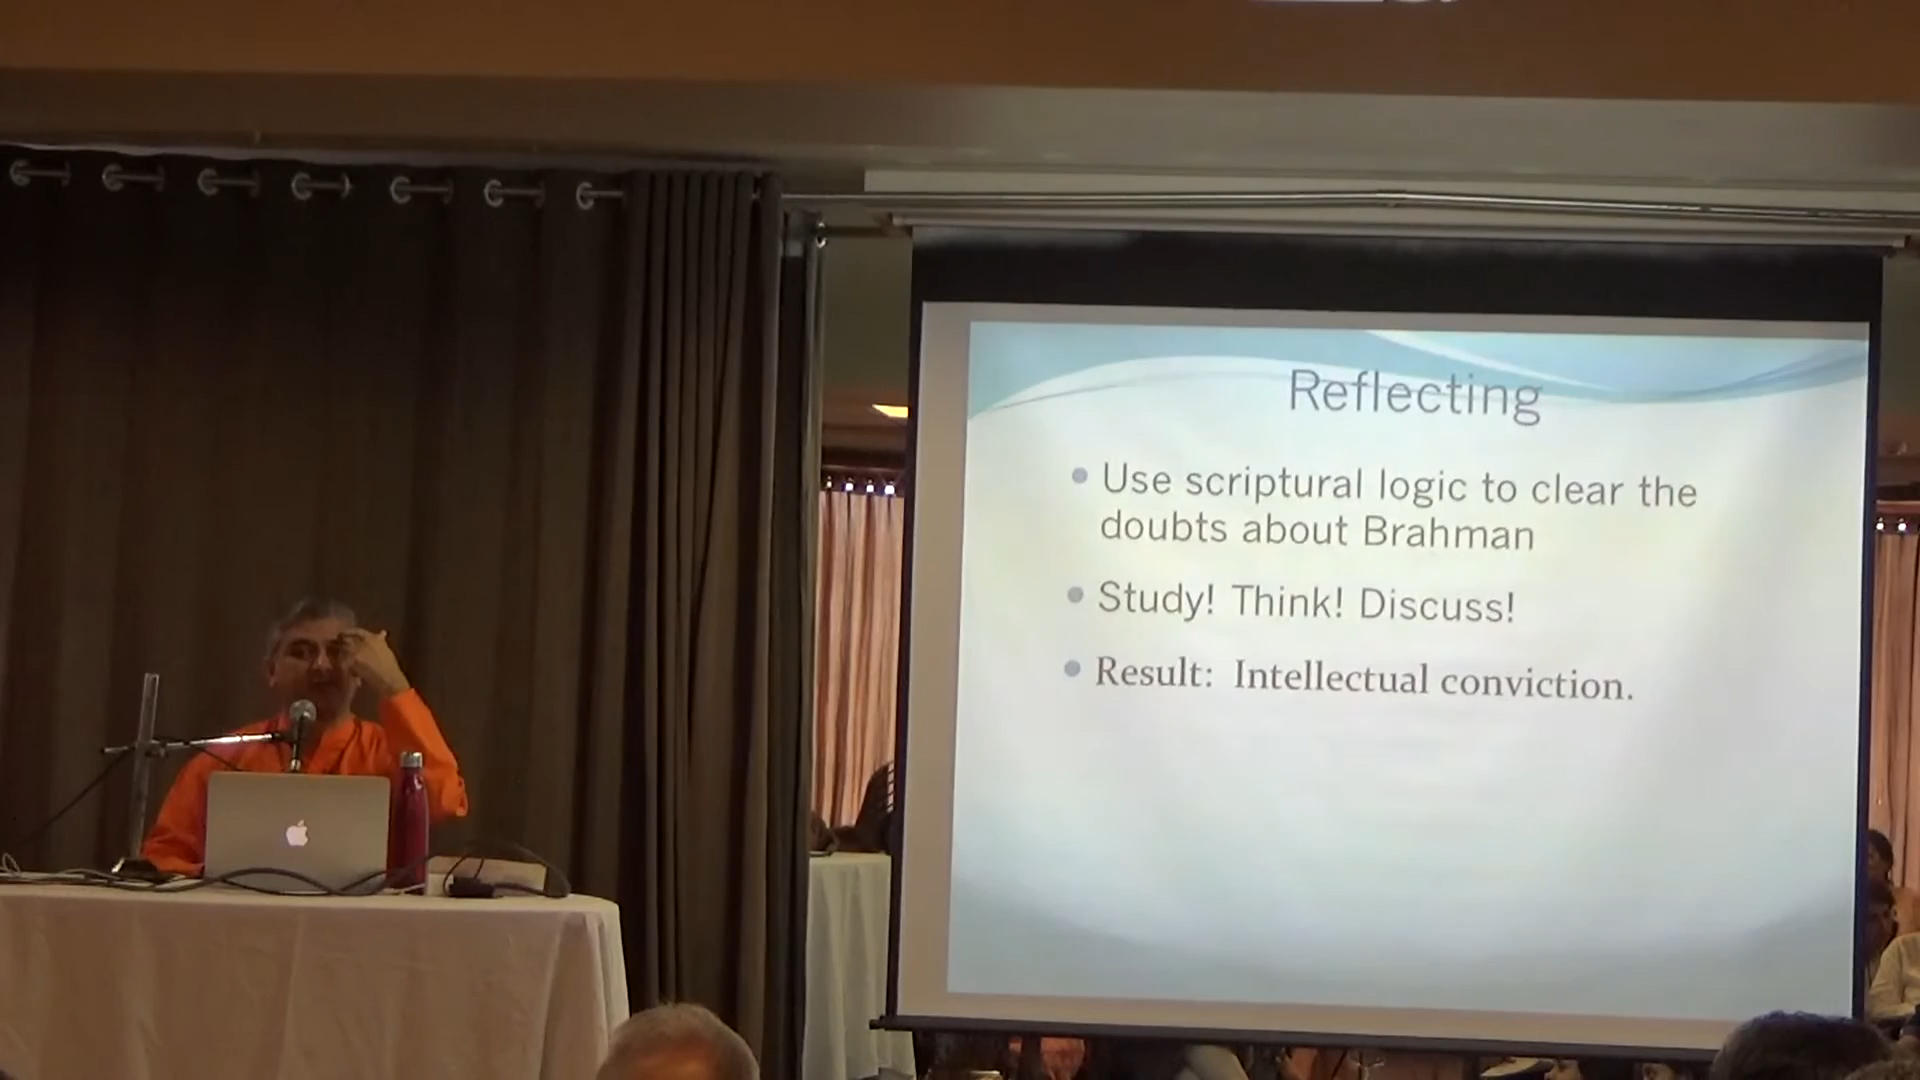 Reflecting
Use scriptural logic to clear the
doubts about Brahman
Study! Think! Discuss!
Result: Intellectual conviction.